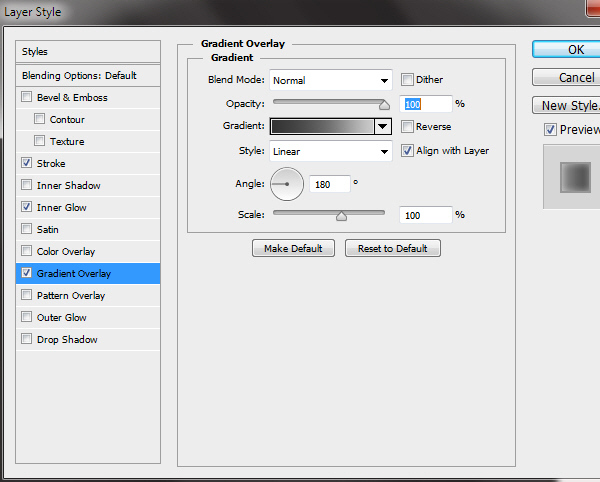 Layer Style
Styles
Blending Options: Default
Bevel & Emboss
Contour
Texture
Stroke
Inner Shadow
Inner Glow
Satin
Color Overlay
Gradient Overlay
Pattern Overlay
Outer Glow
Drop Shadow
Gradient Overlay
Gradient
Blend Mode: Normal Dither
Opacity: 100 %
Gradient: Reverse
Style: Linear Align with Layer
Angle: 180 °
Scale: 100 %
Make Default Reset to Default
OK
Cancel
New Style.
Preview